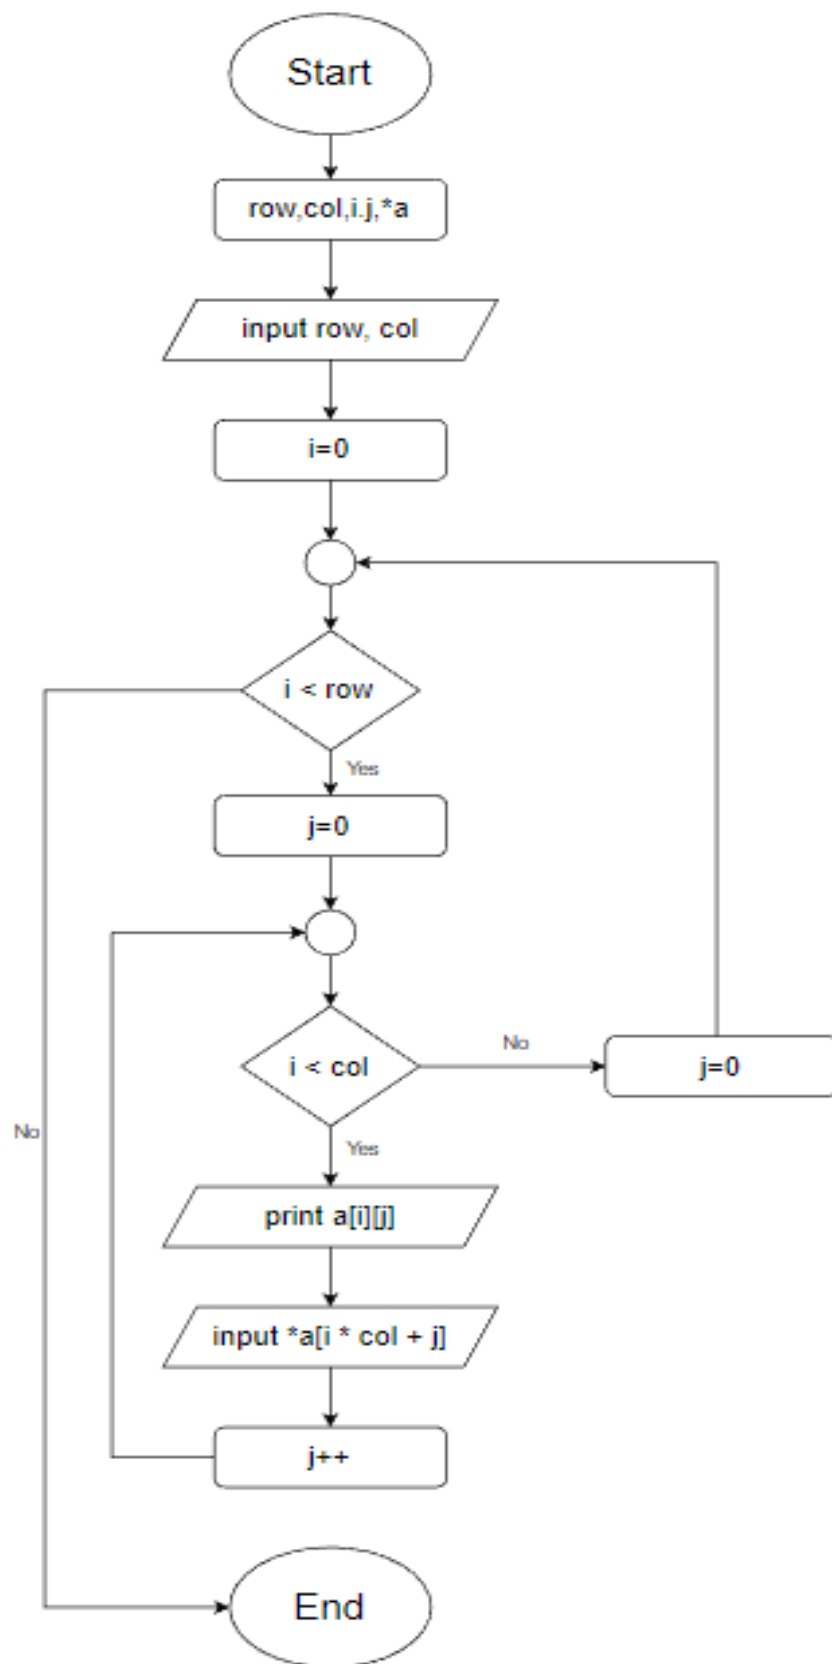 Start
row,col,i.j,*a
input row, col
i=0
i < row
Yes
j=0
i < col
No
j=0
No
Yes
print a[i][j]
input *a[i * col + j]
j++
End